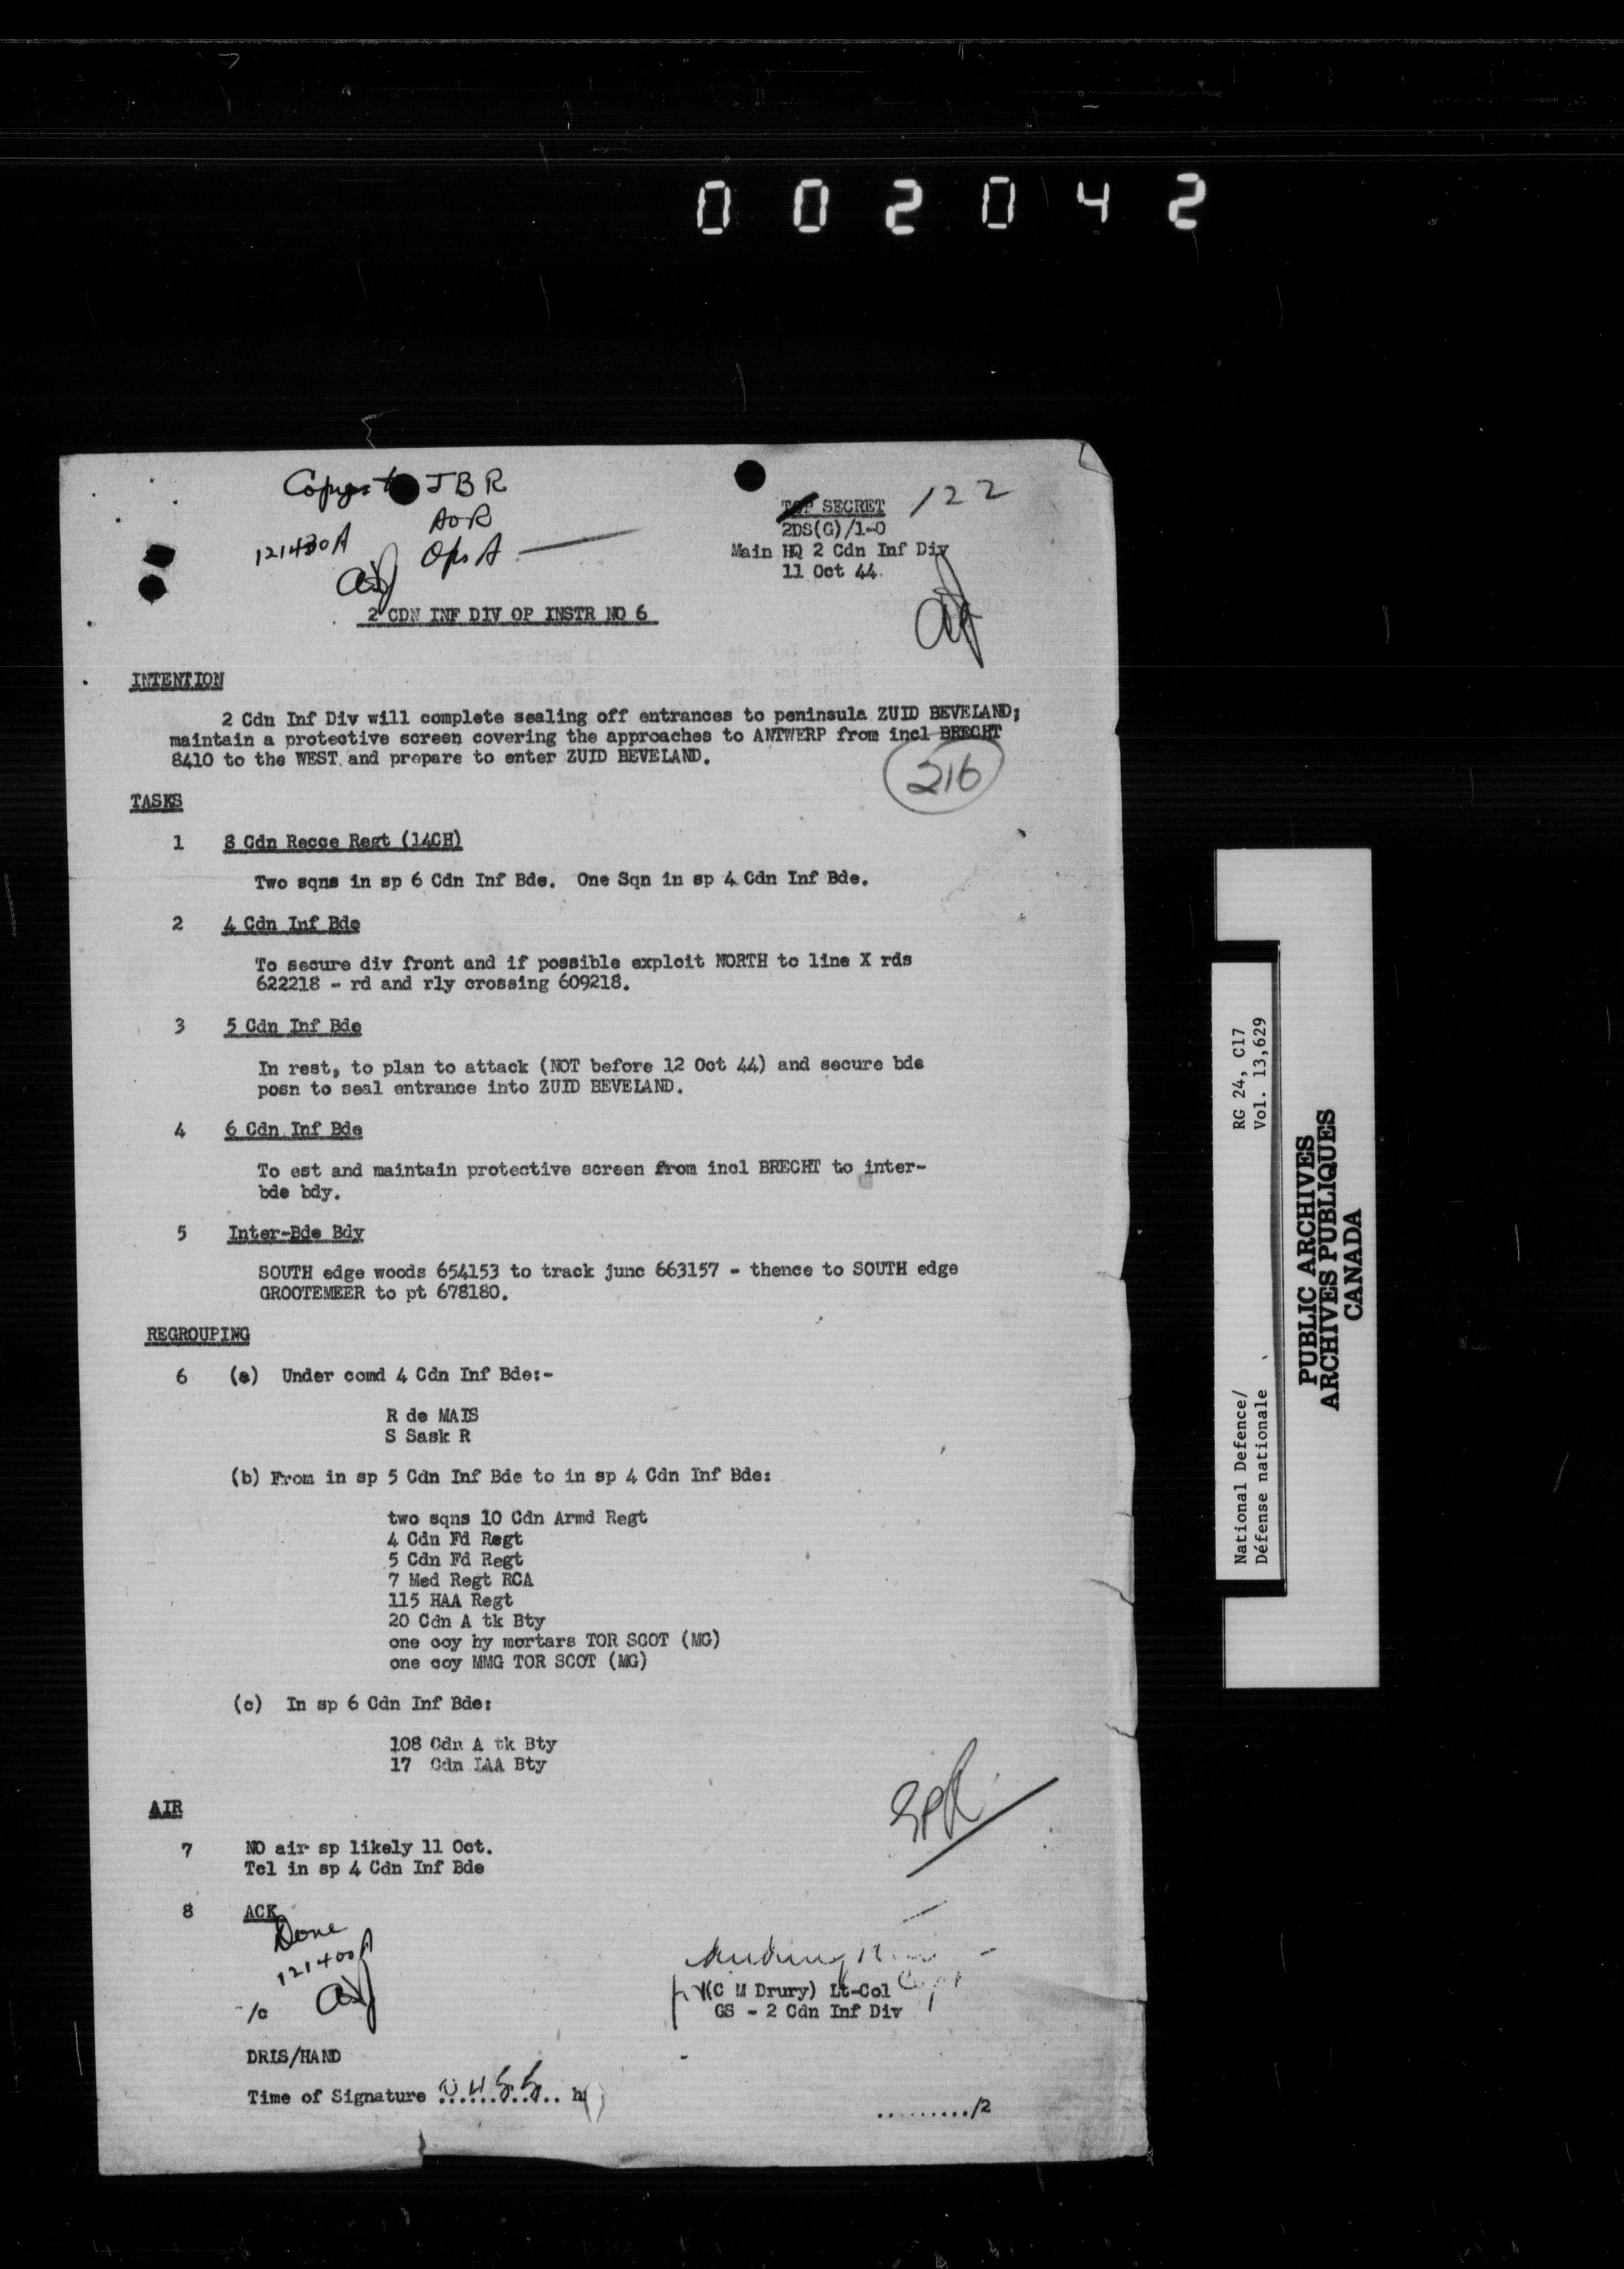 002042
Copy to JBR
AOR
121430A
Ops A
TOP SECRET
122
2DS(G)/1-0
Main HQ 2 Cdn Inf Div
11 Oct 44.
2 CDN INF DIV OP INSTR NO 6
INTENTION
2 Cdn Inf Div will complete sealing off entrances to peninsula ZUID BEVELAND;
maintain a protective screen covering the approaches to ANTWERP from incl BRECHT
8410 to the WEST and prepare to enter ZUID BEVELAND.
216
TASKS
1 8 Cdn Recce Regt (14CH)
Two sqns in sp 6 Cdn Inf Bde. One Sqn in sp 4 Cdn Inf Bde.
2 4 Cdn Inf Bde
To secure div front and if possible exploit NORTH to line X rds
622218 - rd and rly crossing 609218.
3 5 Cdn Inf Bde
In rest, to plan to attack (NOT before 12 Oct 44) and secure bde
posn to seal entrance into ZUID BEVELAND.
4 6 Cdn Inf Bde
To est and maintain protective screen from incl BRECHT to inter-
bde bdy.
5 Inter-Bde Bdy
SOUTH edge woods 654153 to track junc 663157 - thence to SOUTH edge
GROOTEMEER to pt 678180.
REGROUPING
6 (a) Under comd 4 Cdn Inf Bde:-
R de MAIS
S Sask R
(b) From in sp 5 Cdn Inf Bde to in sp 4 Cdn Inf Bde:
two sqns 10 Cdn Armd Regt
4 Cdn Fd Regt
5 Cdn Fd Regt
7 Med Regt RCA
115 HAA Regt
20 Cdn A tk Bty
one coy hy mortars TOR SCOT (MG)
one coy MMG TOR SCOT (MG)
(c) In sp 6 Cdn Inf Bde:
108 Cdn A tk Bty
17 Cdn LAA Bty
AIR
7 NO air sp likely 11 Oct.
Tcl in sp 4 Cdn Inf Bde
8 ACK
Done
121400A
/c
(C M Drury) Lt-Col
GS - 2 Cdn Inf Div
DRLS/HAND
Time of Signature ..0455.. h
........./2
RG 24, C17
Vol. 13,629
National Defence/
Défense nationale
PUBLIC ARCHIVES
ARCHIVES PUBLIQUES
CANADA